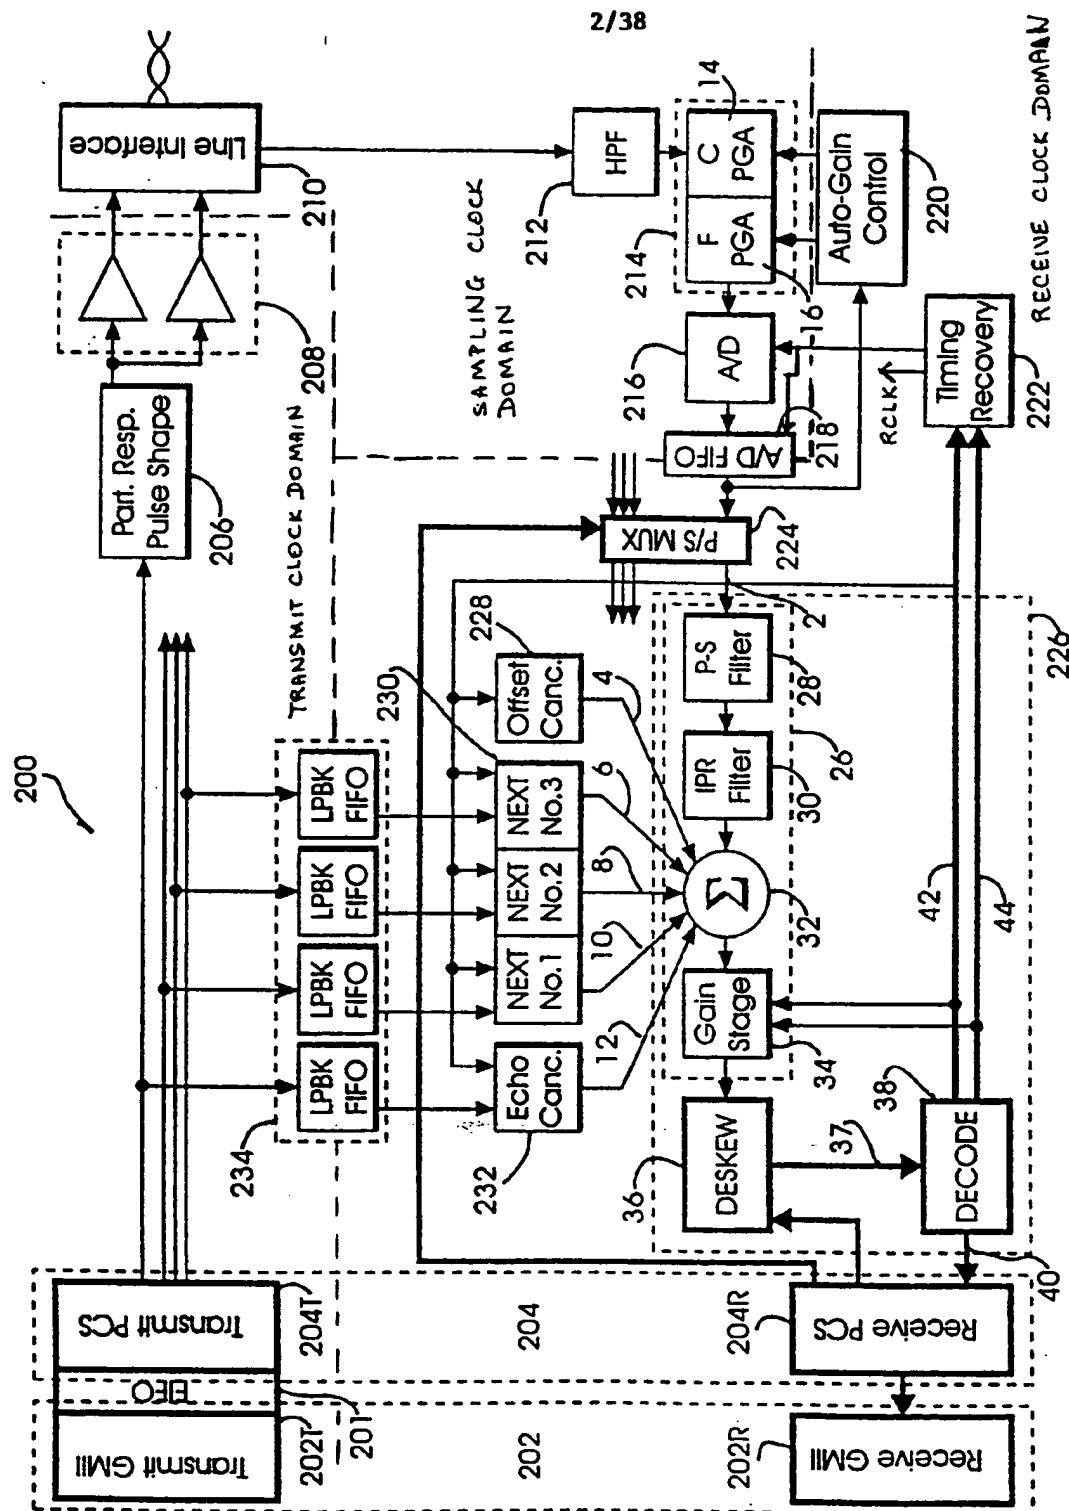 2/38
200
Line Interface
210
208
Part. Resp.
Pulse Shape
206
TRANSMIT CLOCK DOMAIN
SAMPLING CLOCK
DOMAIN
RECEIVE CLOCK DOMAIN
HPF
212
C
PGA
14
F
PGA
16
214
A/D
216
A/D FIFO
218
Auto-Gain
Control
220
Timing
Recovery
222
RCLK
P/S MUX
224
2
226
Offset
Canc.
228
4
NEXT
No.3
6
NEXT
No.2
8
NEXT
No.1
10
230
Echo
Canc.
232
12
LPBK
FIFO
LPBK
FIFO
LPBK
FIFO
LPBK
FIFO
234
P-S
Filter
28
IPR
Filter
30
26
Σ
32
Gain
Stage
34
DESKEW
36
37
DECODE
38
40
42
44
Transmit PCS
204T
204
204R
Receive PCS
FIFO
201
Transmit GMII
202T
202
202R
Receive GMII